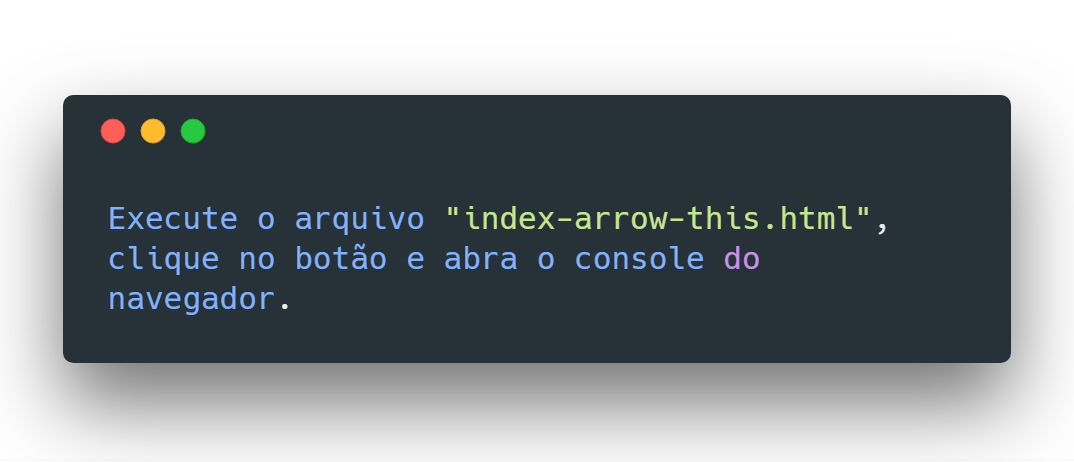 Execute o arquivo "index-arrow-this.html",
clique no botão e abra o console do
navegador.